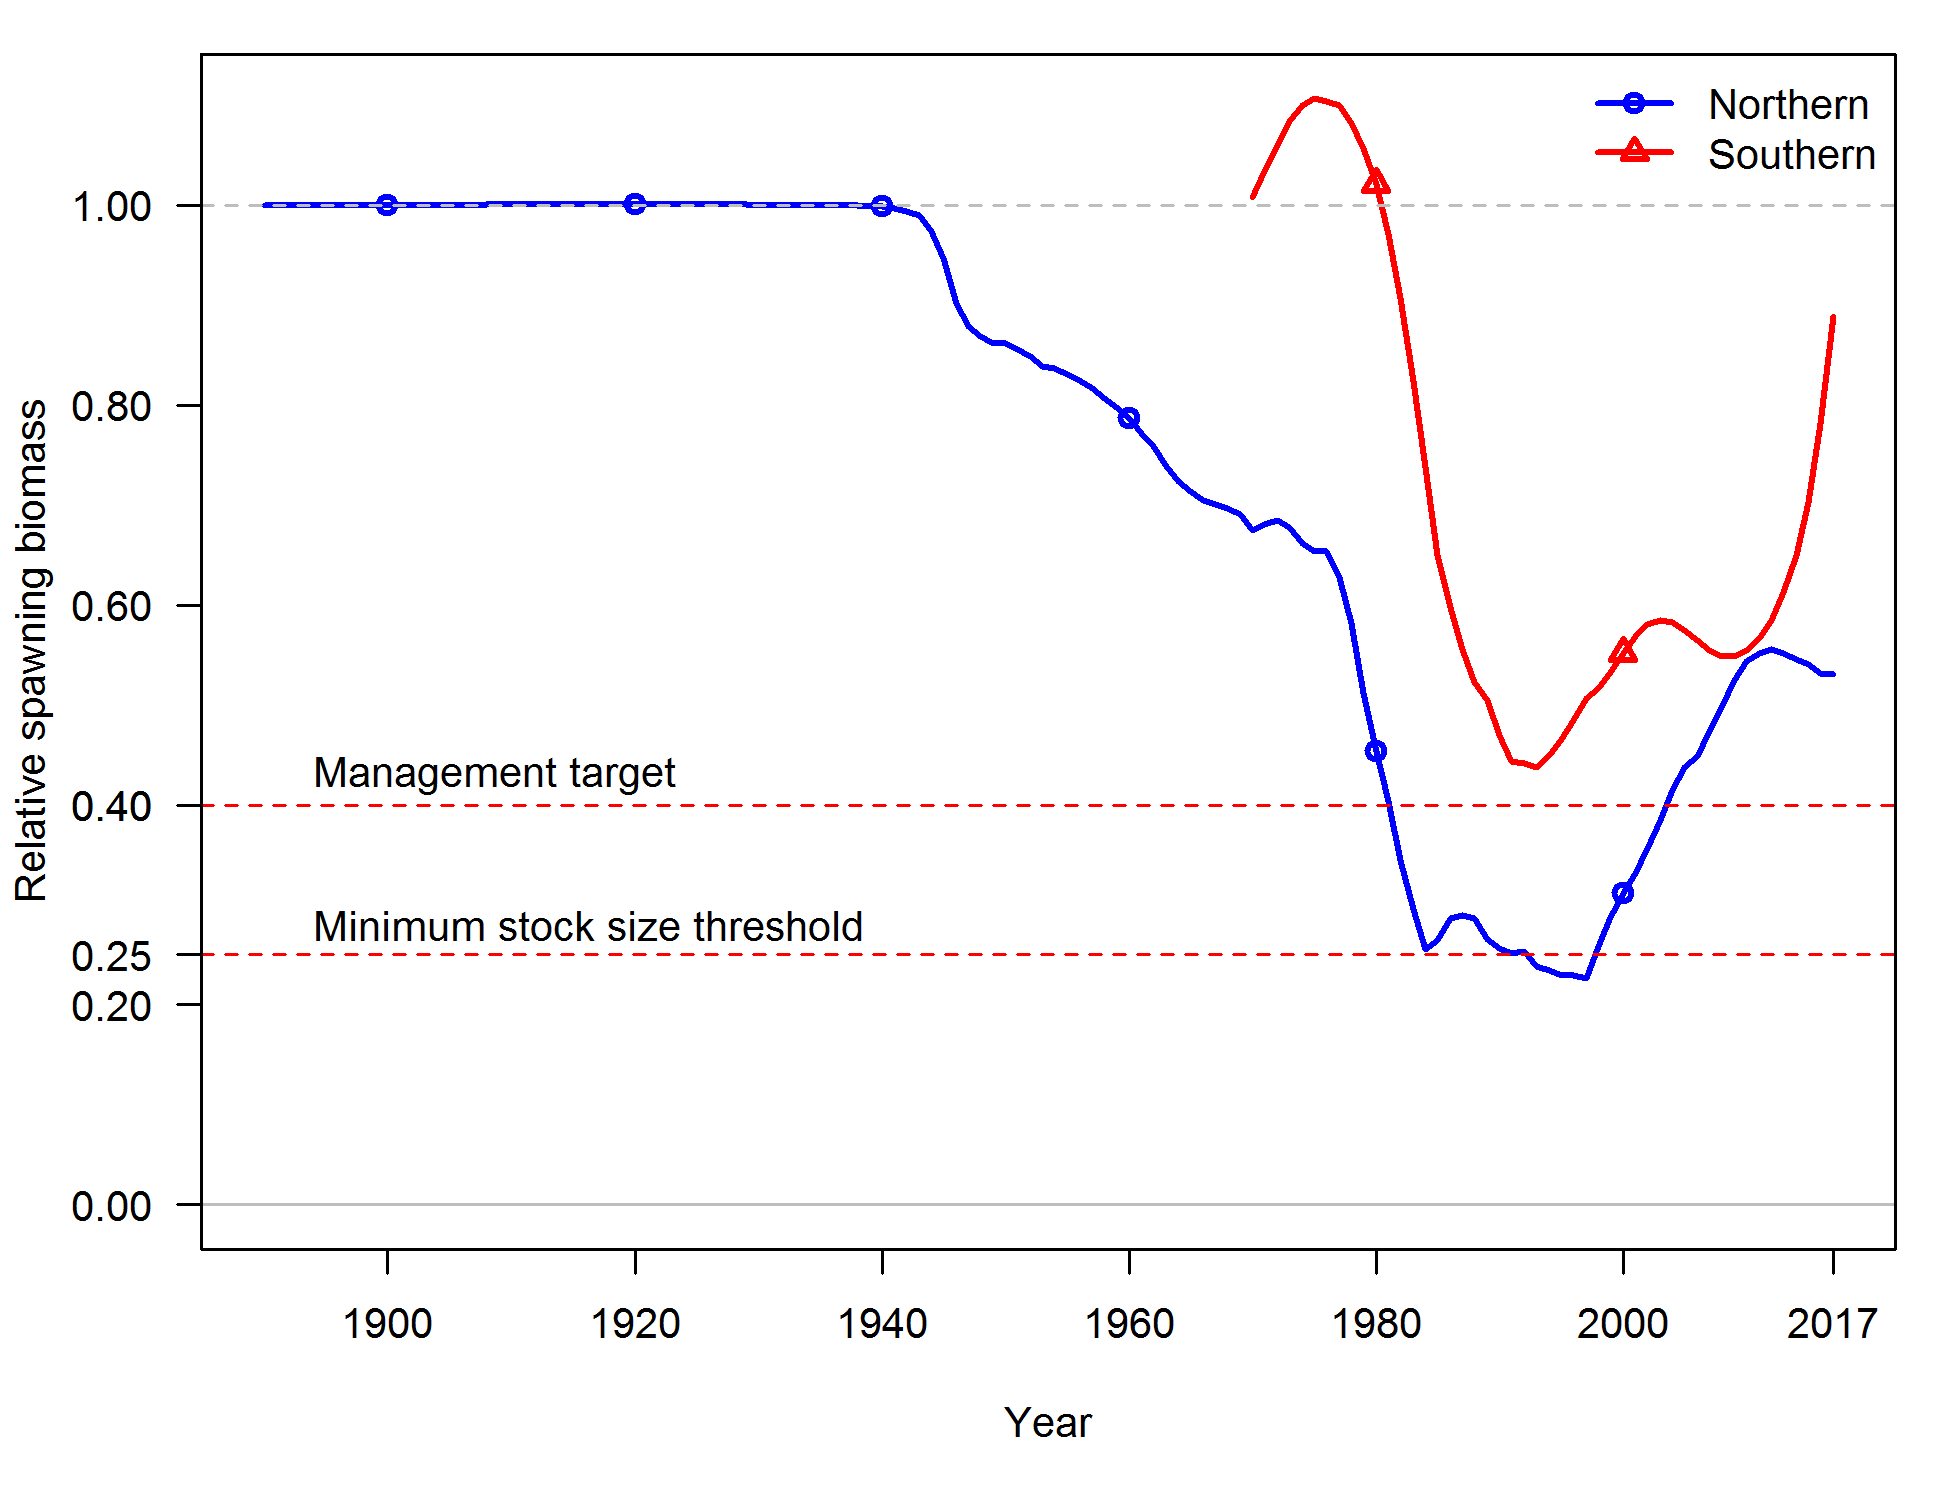 Northern
Southern
1.00
0.80
0.60
Management target
0.40
Minimum stock size threshold
0.25
0.20
0.00
Relative spawning biomass
1900 1920 1940 1960 1980 2000 2017
Year